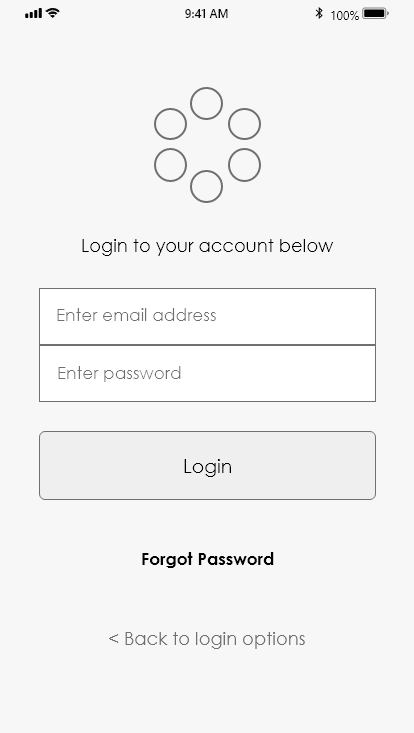 9:41 AM
100%
Login to your account below
Enter email address
Enter password
Login
Forgot Password
< Back to login options